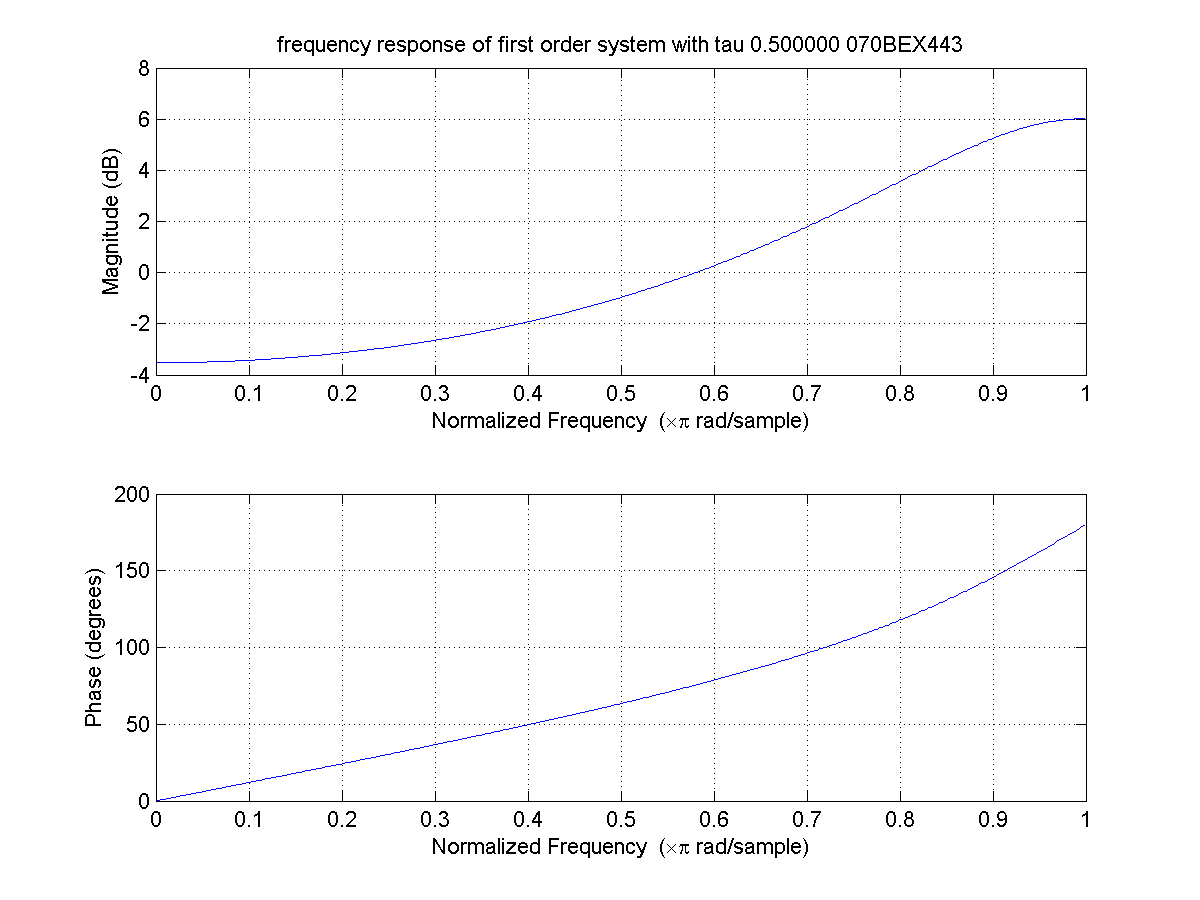 frequency response of first order system with tau 0.500000 070BEX443
8
6
4
2
0
-2
-4
Magnitude (dB)
0 0.1 0.2 0.3 0.4 0.5 0.6 0.7 0.8 0.9 1
Normalized Frequency (×π rad/sample)
200
150
100
50
0
Phase (degrees)
0 0.1 0.2 0.3 0.4 0.5 0.6 0.7 0.8 0.9 1
Normalized Frequency (×π rad/sample)